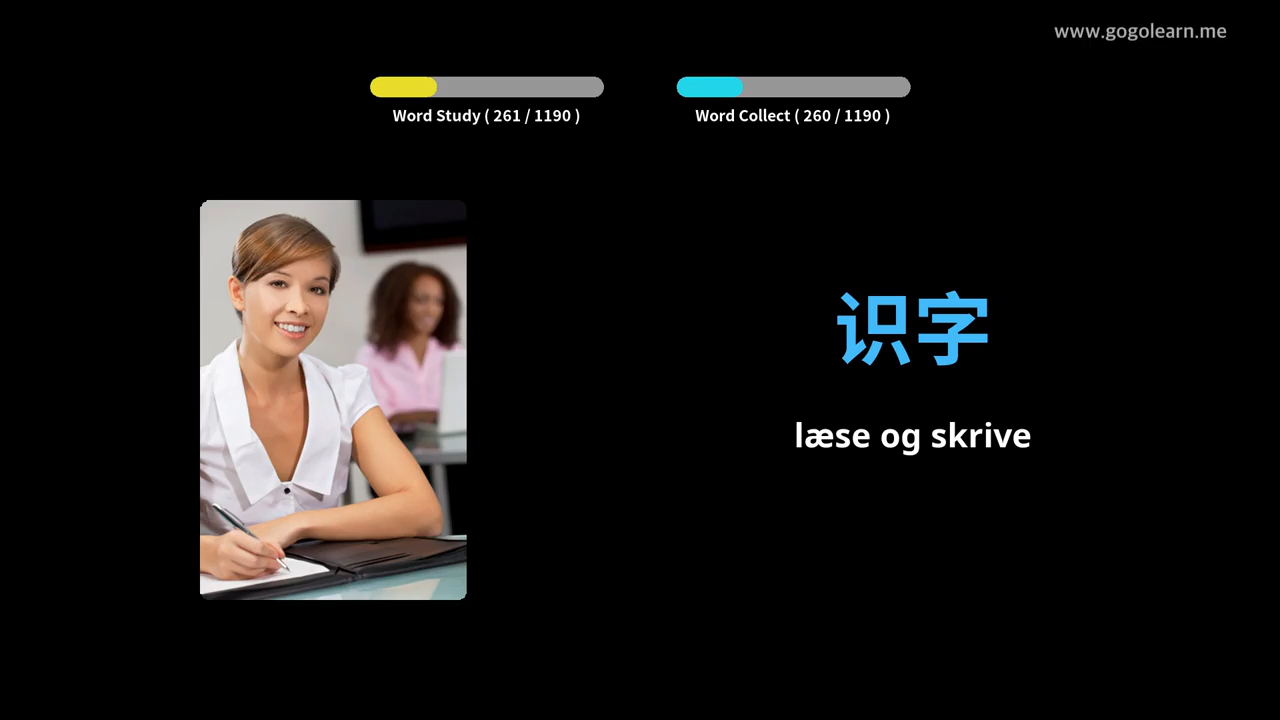 www.gogolearn.me
Word Study ( 261 / 1190 )
Word Collect ( 260 / 1190 )
识字
læse og skrive